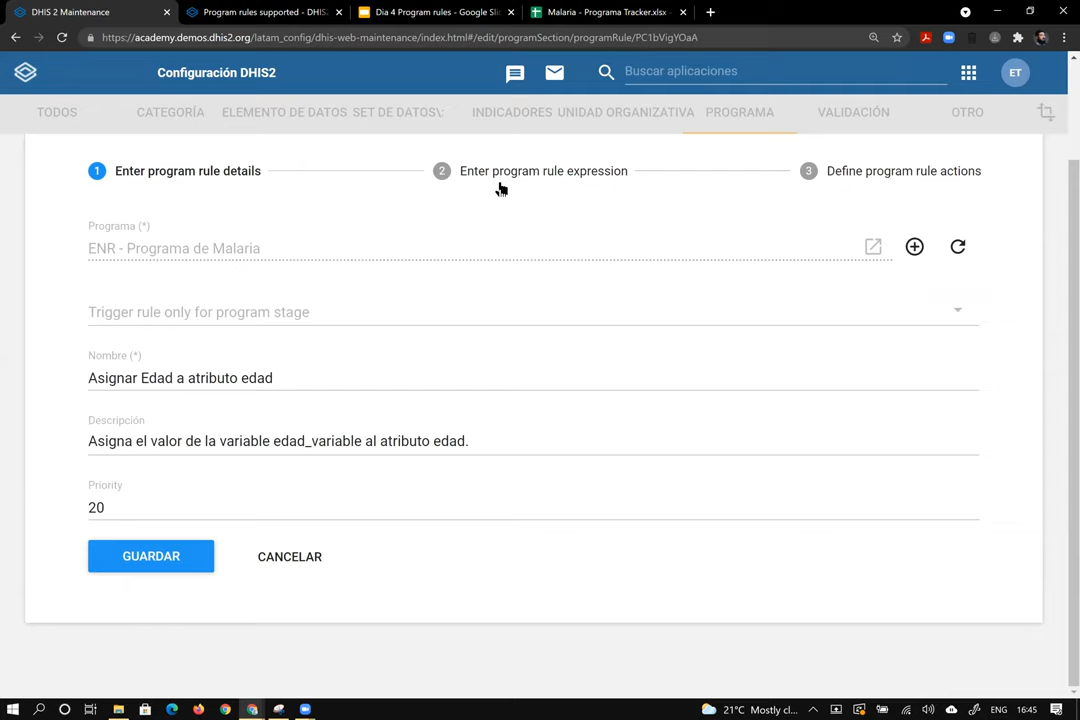 DHIS 2 Maintenance
Program rules supported - DHIS
Dia 4 Program rules - Google Slid
Malaria - Programa Tracker.xlsx -
https://academy.demos.dhis2.org/latam_config/dhis-web-maintenance/index.html#/edit/programSection/programRule/PC1bVigYOaA
Configuración DHIS2
Buscar aplicaciones
ET
TODOS CATEGORÍA ELEMENTO DE DATOS SET DE DATOS\: INDICADORES UNIDAD ORGANIZATIVA PROGRAMA VALIDACIÓN OTRO
1 Enter program rule details 2 Enter program rule expression 3 Define program rule actions
Programa (*)
ENR - Programa de Malaria
Trigger rule only for program stage
Nombre (*)
Asignar Edad a atributo edad
Descripción
Asigna el valor de la variable edad_variable al atributo edad.
Priority
20
GUARDAR CANCELAR
21°C Mostly cl... ENG 16:45